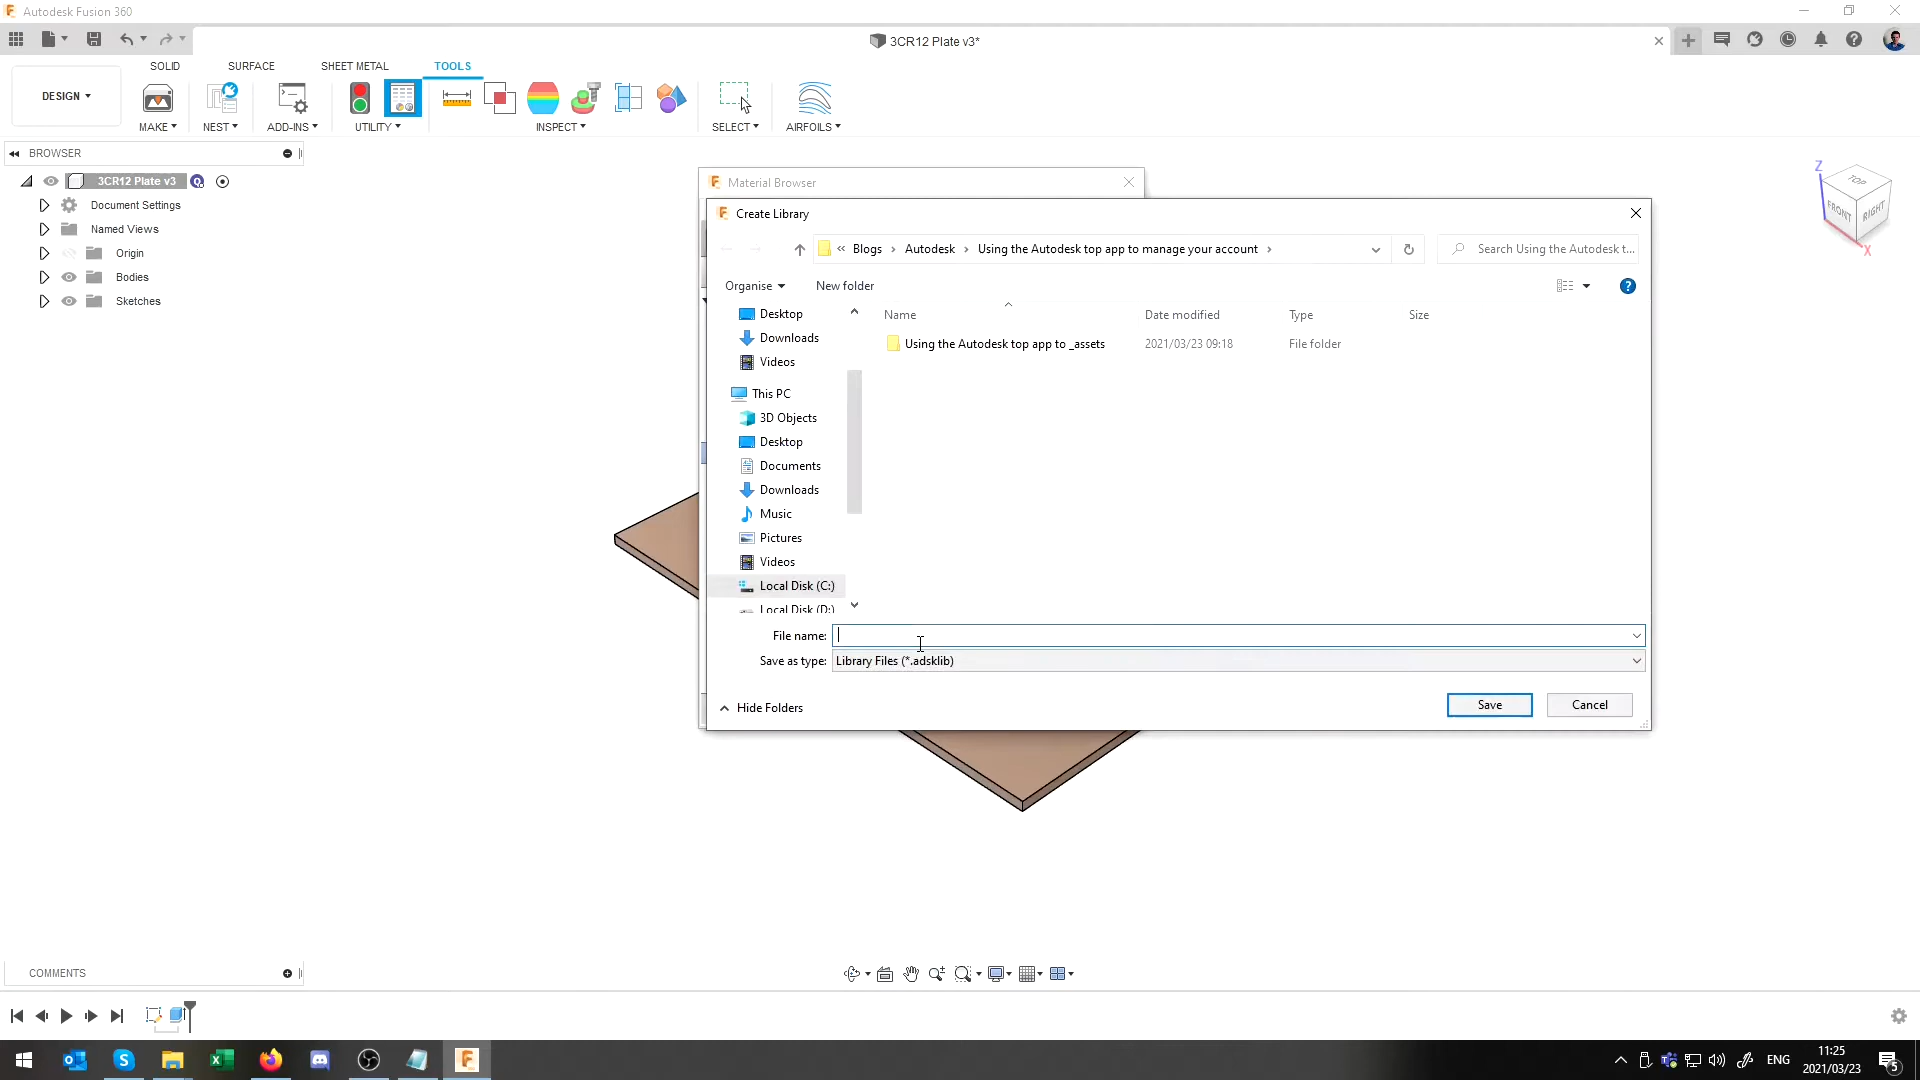 Autodesk Fusion 360
3CR12 Plate v3*
SOLID
SURFACE
SHEET METAL
TOOLS
DESIGN
MAKE
NEST
ADD-INS
UTILITY
INSPECT
SELECT
AIRFOILS
BROWSER
3CR12 Plate v3
Document Settings
Named Views
Origin
Bodies
Sketches
Z
TOP
FRONT
RIGHT
X
Material Browser
Create Library
« Blogs › Autodesk › Using the Autodesk top app to manage your account ›
Search Using the Autodesk t...
Organise
New folder
Name
Date modified
Type
Size
Using the Autodesk top app to _assets
2021/03/23 09:18
File folder
Desktop
Downloads
Videos
This PC
3D Objects
Desktop
Documents
Downloads
Music
Pictures
Videos
Local Disk (C:)
Local Disk (D:)
File name:
Save as type:
Library Files (*.adsklib)
Hide Folders
Save
Cancel
COMMENTS
ENG
11:25
2021/03/23
5